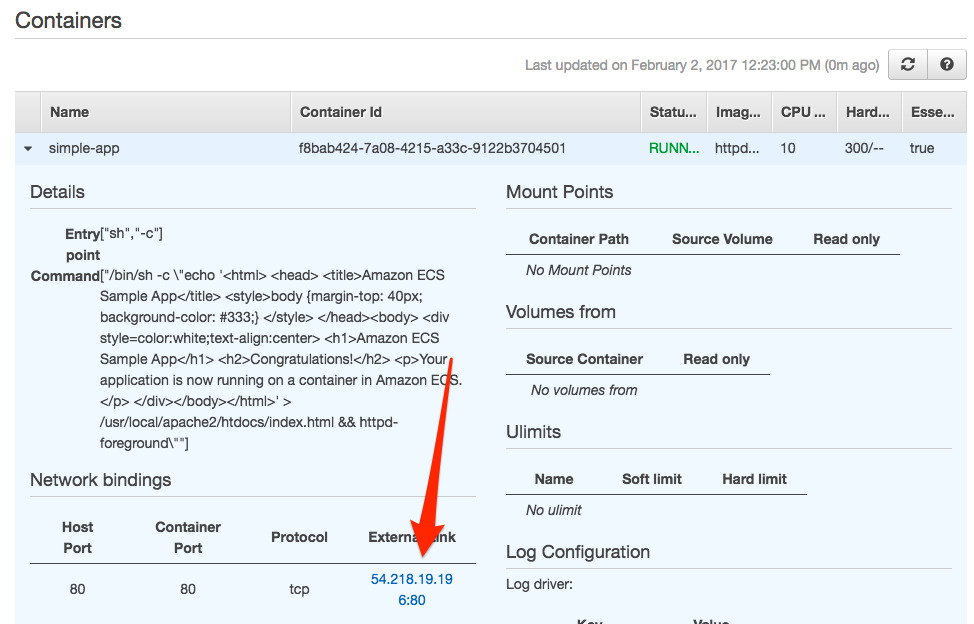 Containers
Last updated on February 2, 2017 12:23:00 PM (0m ago)
Name Container Id Statu... Imag... CPU ... Hard... Esse...
simple-app f8bab424-7a08-4215-a33c-9122b3704501 RUNN... httpd... 10 300/-- true
Details
Entry ["sh","-c"]
point
Command ["/bin/sh -c \"echo '<html> <head> <title>Amazon ECS
Sample App</title> <style>body {margin-top: 40px;
background-color: #333;} </style> </head><body> <div
style=color:white;text-align:center> <h1>Amazon ECS
Sample App</h1> <h2>Congratulations!</h2> <p>Your
application is now running on a container in Amazon ECS.
</p> </div></body></html>' >
/usr/local/apache2/htdocs/index.html && httpd-
foreground\""]
Network bindings
Host Container
Port Port Protocol External Link
80 80 tcp 54.218.19.19
6:80
Mount Points
Container Path Source Volume Read only
No Mount Points
Volumes from
Source Container Read only
No volumes from
Ulimits
Name Soft limit Hard limit
No ulimit
Log Configuration
Log driver:
Key Value